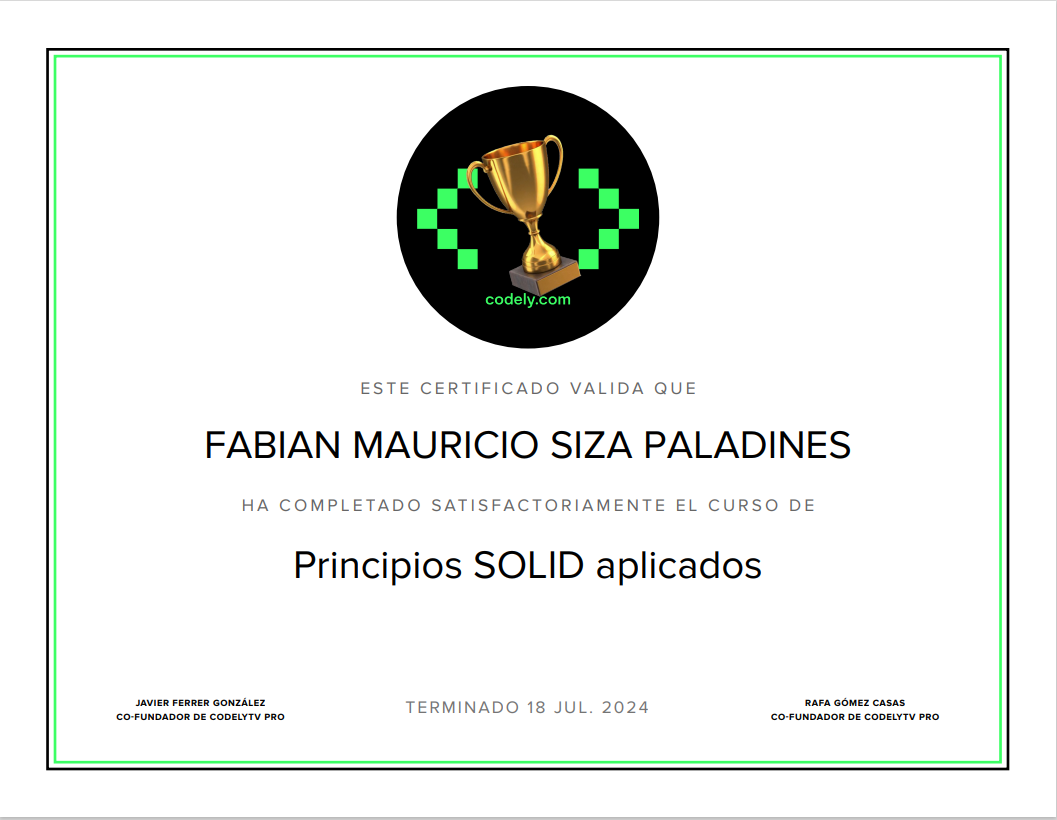 codely.com
ESTE CERTIFICADO VALIDA QUE
FABIAN MAURICIO SIZA PALADINES
HA COMPLETADO SATISFACTORIAMENTE EL CURSO DE
Principios SOLID aplicados
JAVIER FERRER GONZÁLEZ
CO-FUNDADOR DE CODELYTV PRO
TERMINADO 18 JUL. 2024
RAFA GÓMEZ CASAS
CO-FUNDADOR DE CODELYTV PRO